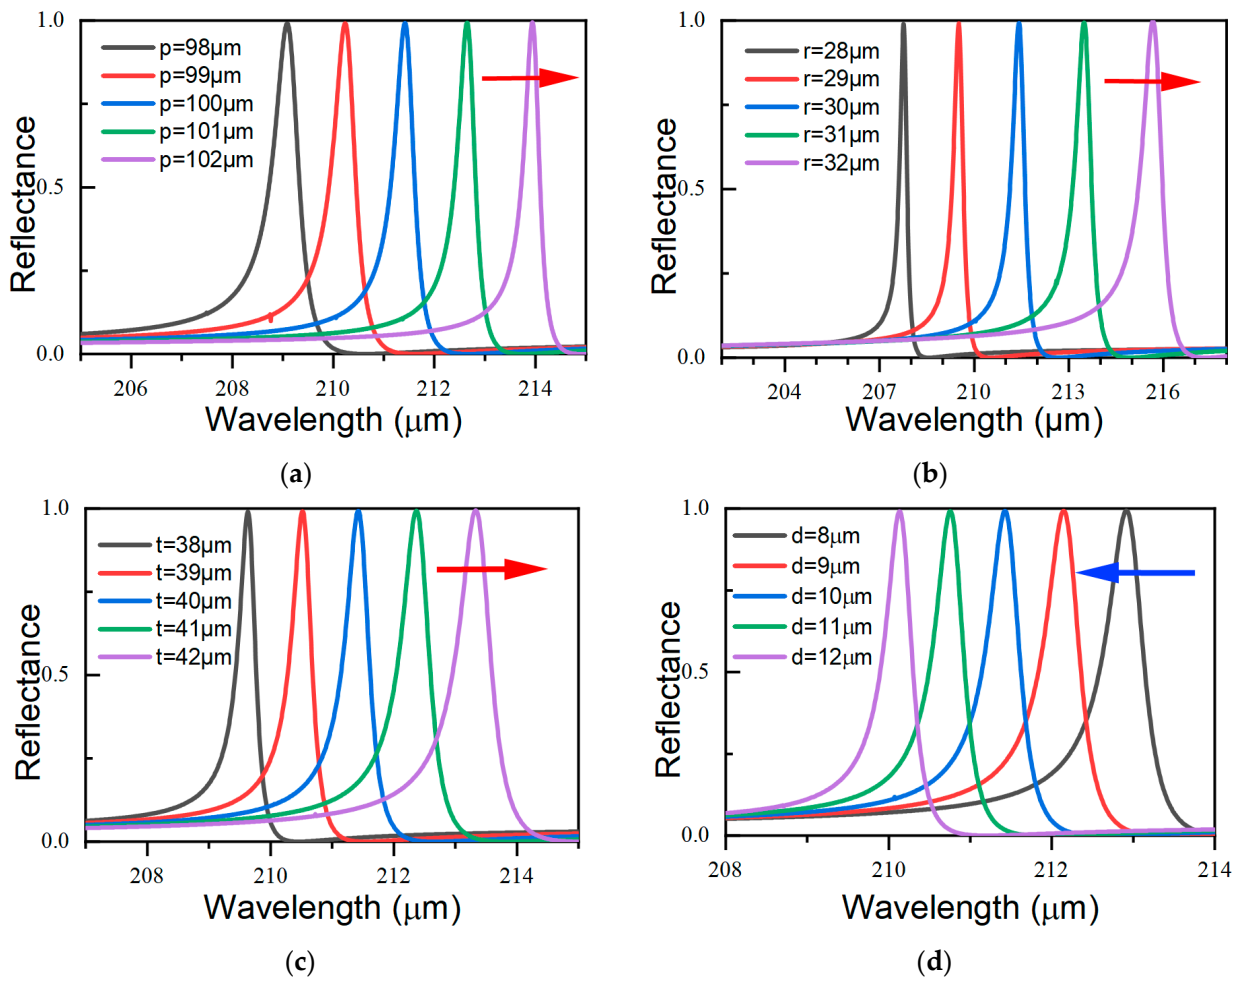 1.0
p=98µm
p=99µm
p=100µm
p=101µm
p=102µm
0.5
0.0
Reflectance
206 208 210 212 214
Wavelength (µm)
(a)
1.0
r=28µm
r=29µm
r=30µm
r=31µm
r=32µm
0.5
0.0
Reflectance
204 207 210 213 216
Wavelength (µm)
(b)
1.0
t=38µm
t=39µm
t=40µm
t=41µm
t=42µm
0.5
0.0
Reflectance
208 210 212 214
Wavelength (µm)
(c)
1.0
d=8µm
d=9µm
d=10µm
d=11µm
d=12µm
0.5
0.0
Reflectance
208 210 212 214
Wavelength (µm)
(d)